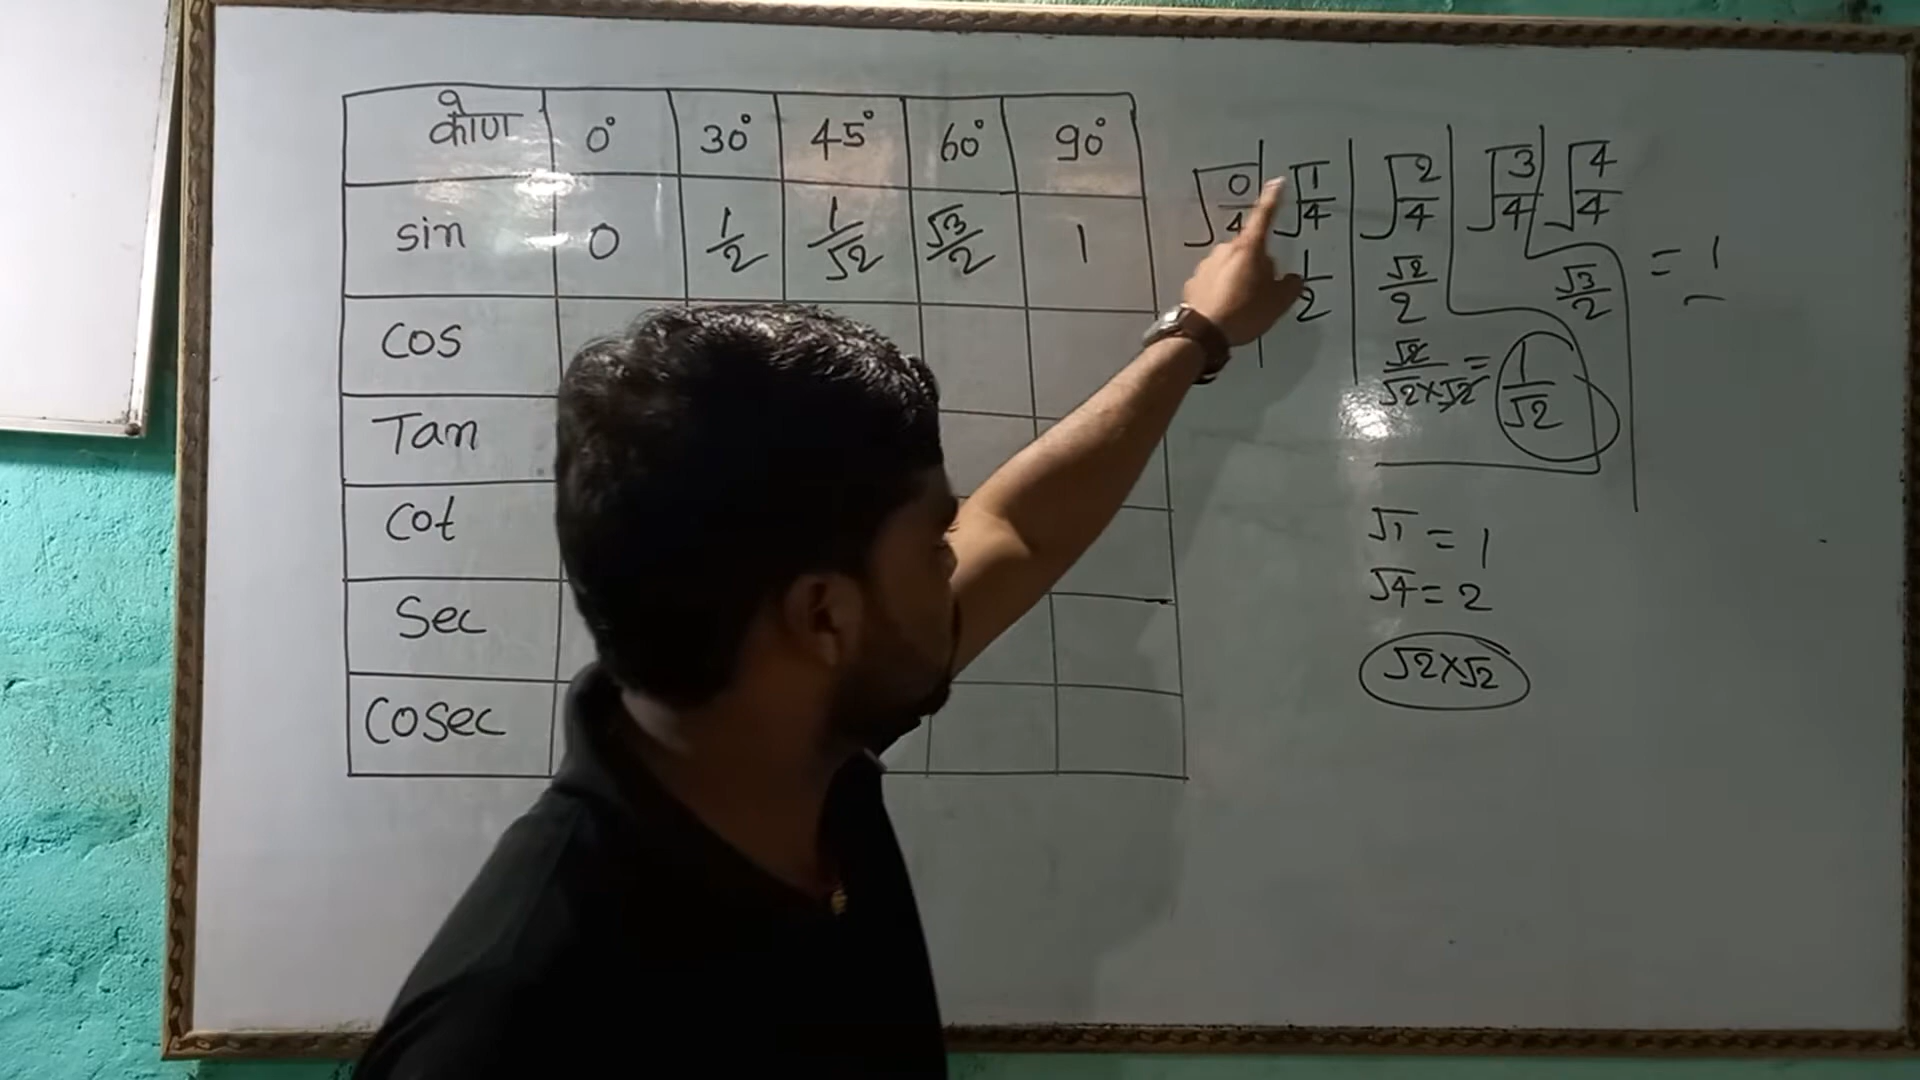 कोण 0° 30° 45° 60° 90°
sin 0 1/2 1/√2 √3/2 1
cos
Tan
cot
Sec
cosec
√0/4 √1/4 √2/4 √3/4 √4/4
1/2 √2/2 √3/2 = 1
√2/√2×√2 = 1/√2
√1 = 1
√4 = 2
√2×√2